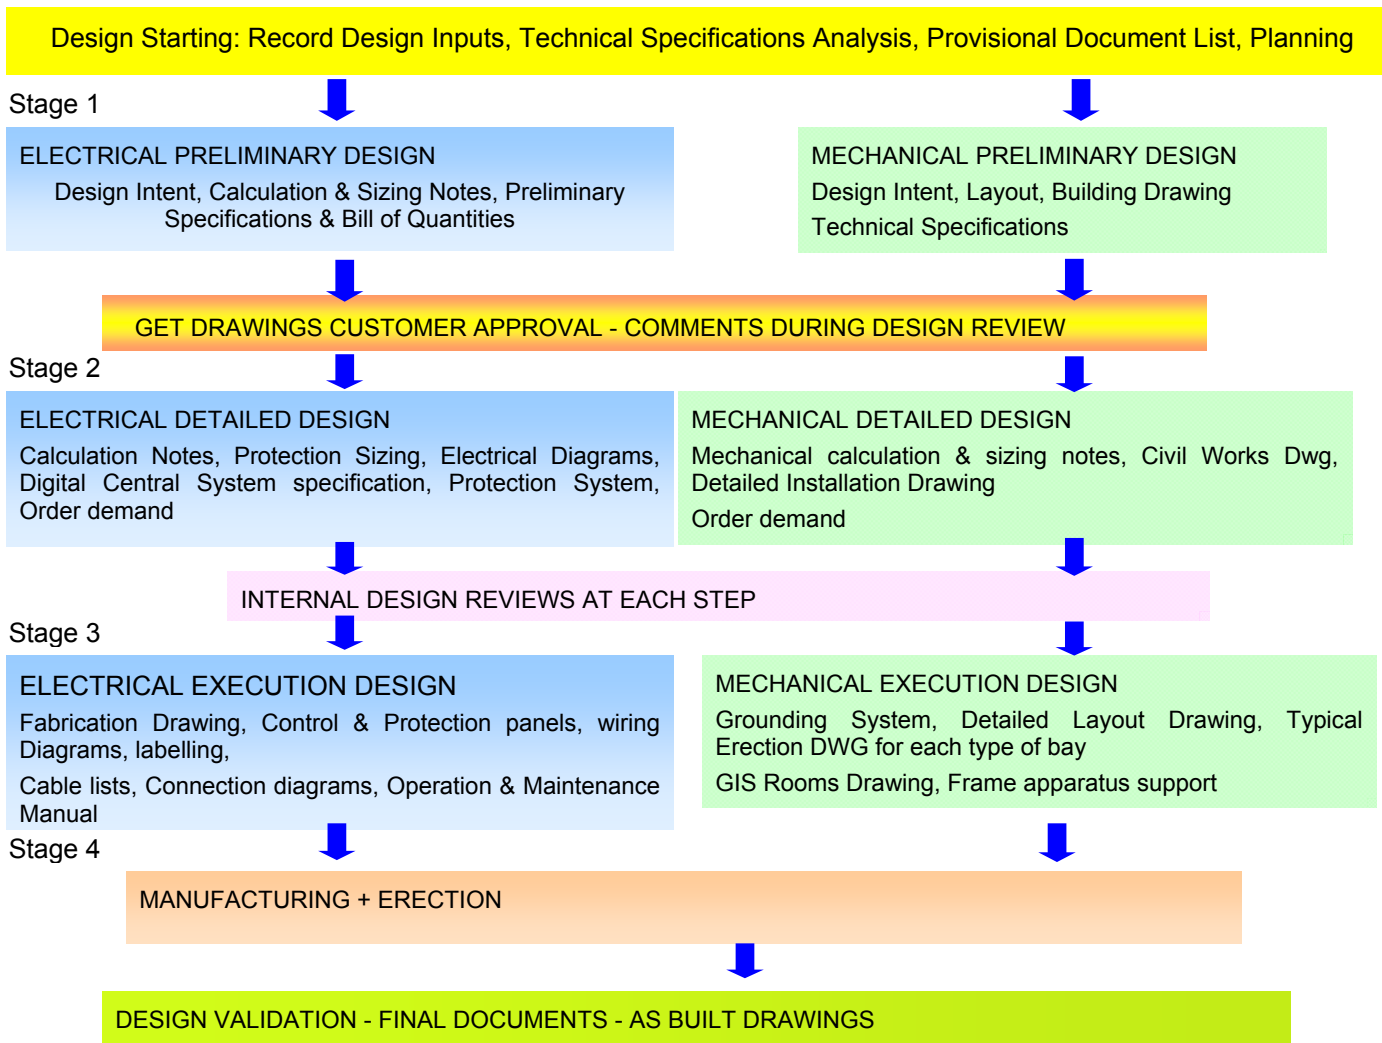 Design Starting: Record Design Inputs, Technical Specifications Analysis, Provisional Document List, Planning
Stage 1
ELECTRICAL PRELIMINARY DESIGN
Design Intent, Calculation & Sizing Notes, Preliminary
Specifications & Bill of Quantities
MECHANICAL PRELIMINARY DESIGN
Design Intent, Layout, Building Drawing
Technical Specifications
GET DRAWINGS CUSTOMER APPROVAL - COMMENTS DURING DESIGN REVIEW
Stage 2
ELECTRICAL DETAILED DESIGN
Calculation Notes, Protection Sizing, Electrical Diagrams,
Digital Central System specification, Protection System,
Order demand
MECHANICAL DETAILED DESIGN
Mechanical calculation & sizing notes, Civil Works Dwg,
Detailed Installation Drawing
Order demand
INTERNAL DESIGN REVIEWS AT EACH STEP
Stage 3
ELECTRICAL EXECUTION DESIGN
Fabrication Drawing, Control & Protection panels, wiring
Diagrams, labelling,
Cable lists, Connection diagrams, Operation & Maintenance
Manual
MECHANICAL EXECUTION DESIGN
Grounding System, Detailed Layout Drawing, Typical
Erection DWG for each type of bay
GIS Rooms Drawing, Frame apparatus support
Stage 4
MANUFACTURING + ERECTION
DESIGN VALIDATION - FINAL DOCUMENTS - AS BUILT DRAWINGS